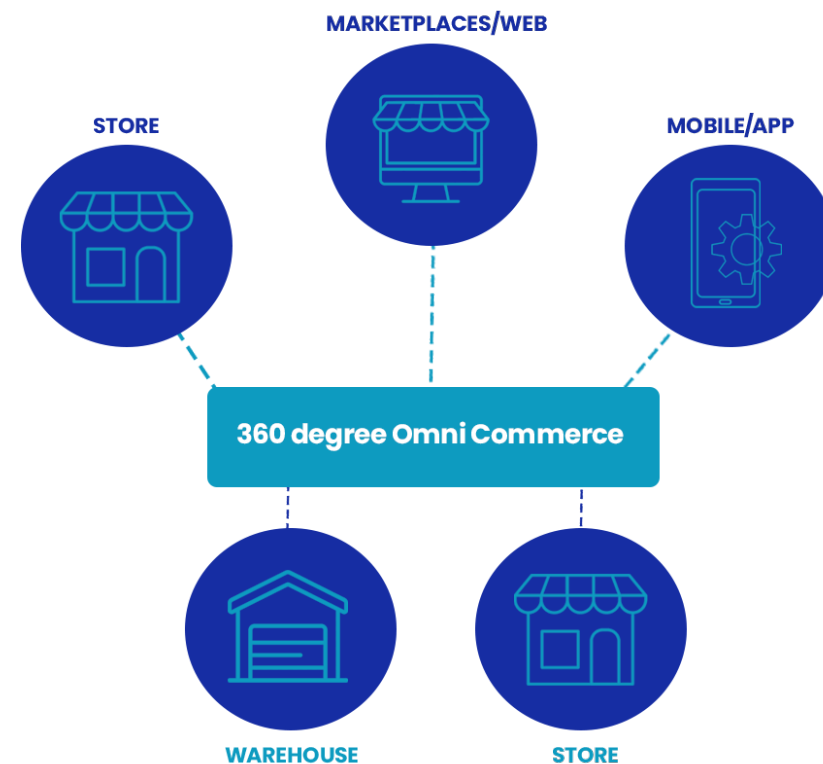 MARKETPLACES/WEB
STORE
MOBILE/APP
360 degree Omni Commerce
WAREHOUSE
STORE